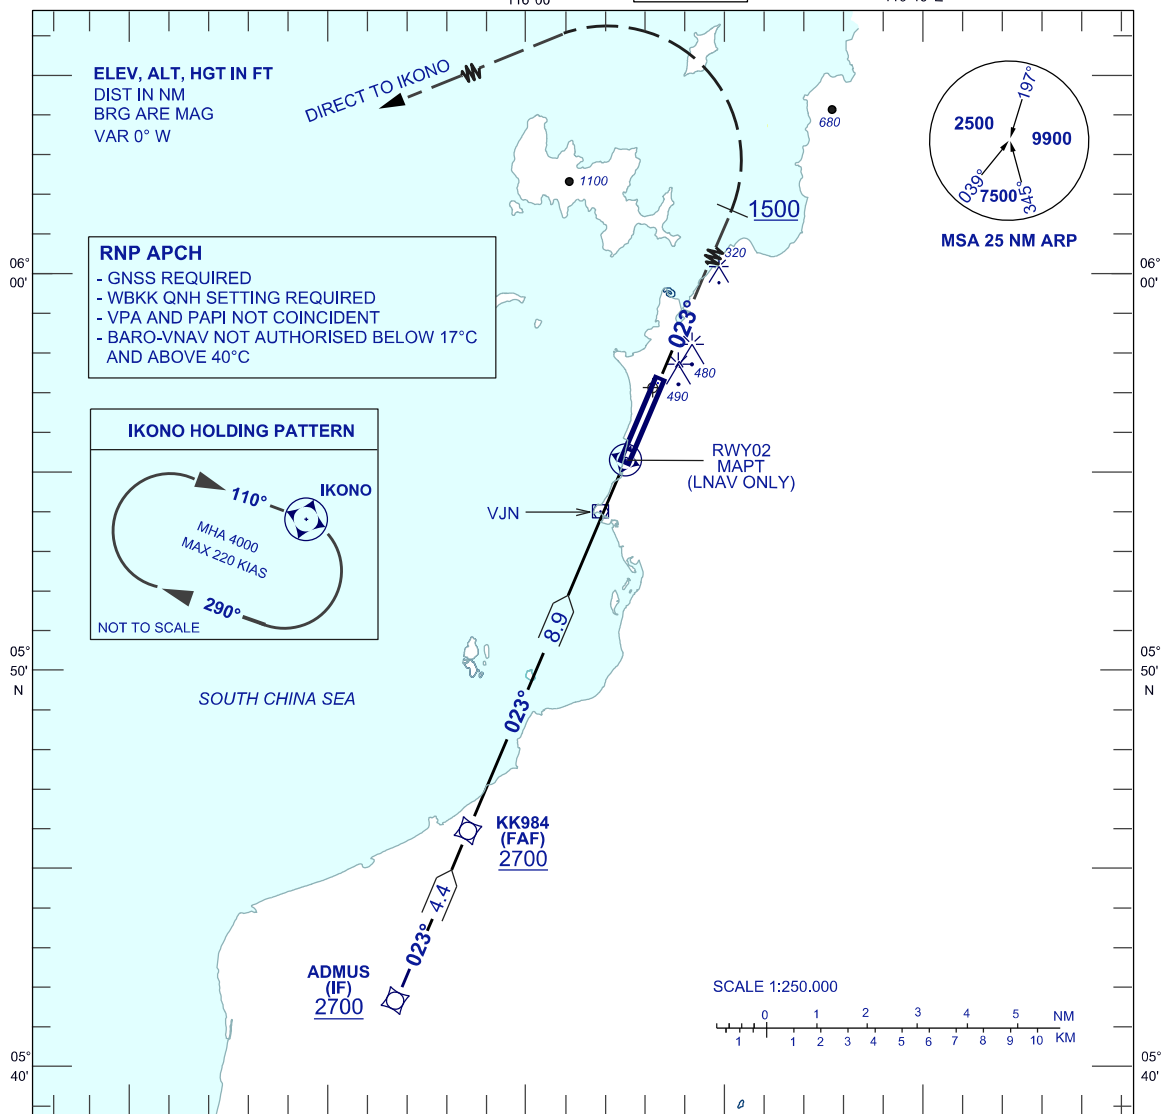 ELEV, ALT, HGT IN FT
DIST IN NM
BRG ARE MAG
VAR 0° W
DIRECT TO IKONO
680
1100
1500
320
197°
2500
9900
039°
7500
345°
MSA 25 NM ARP
RNP APCH
- GNSS REQUIRED
- WBKK QNH SETTING REQUIRED
- VPA AND PAPI NOT COINCIDENT
- BARO-VNAV NOT AUTHORISED BELOW 17°C
AND ABOVE 40°C
06°
00'
06°
00'
023°
480
490
IKONO HOLDING PATTERN
IKONO
110°
MHA 4000
MAX 220 KIAS
290°
NOT TO SCALE
RWY02
MAPT
(LNAV ONLY)
VJN
8.9
05°
50'
N
05°
50'
N
SOUTH CHINA SEA
023°
KK984
(FAF)
2700
4.4
023°
ADMUS
(IF)
2700
SCALE 1:250.000
0 1 2 3 4 5 NM
1 1 2 3 4 5 6 7 8 9 10 KM
05°
40'
05°
40'